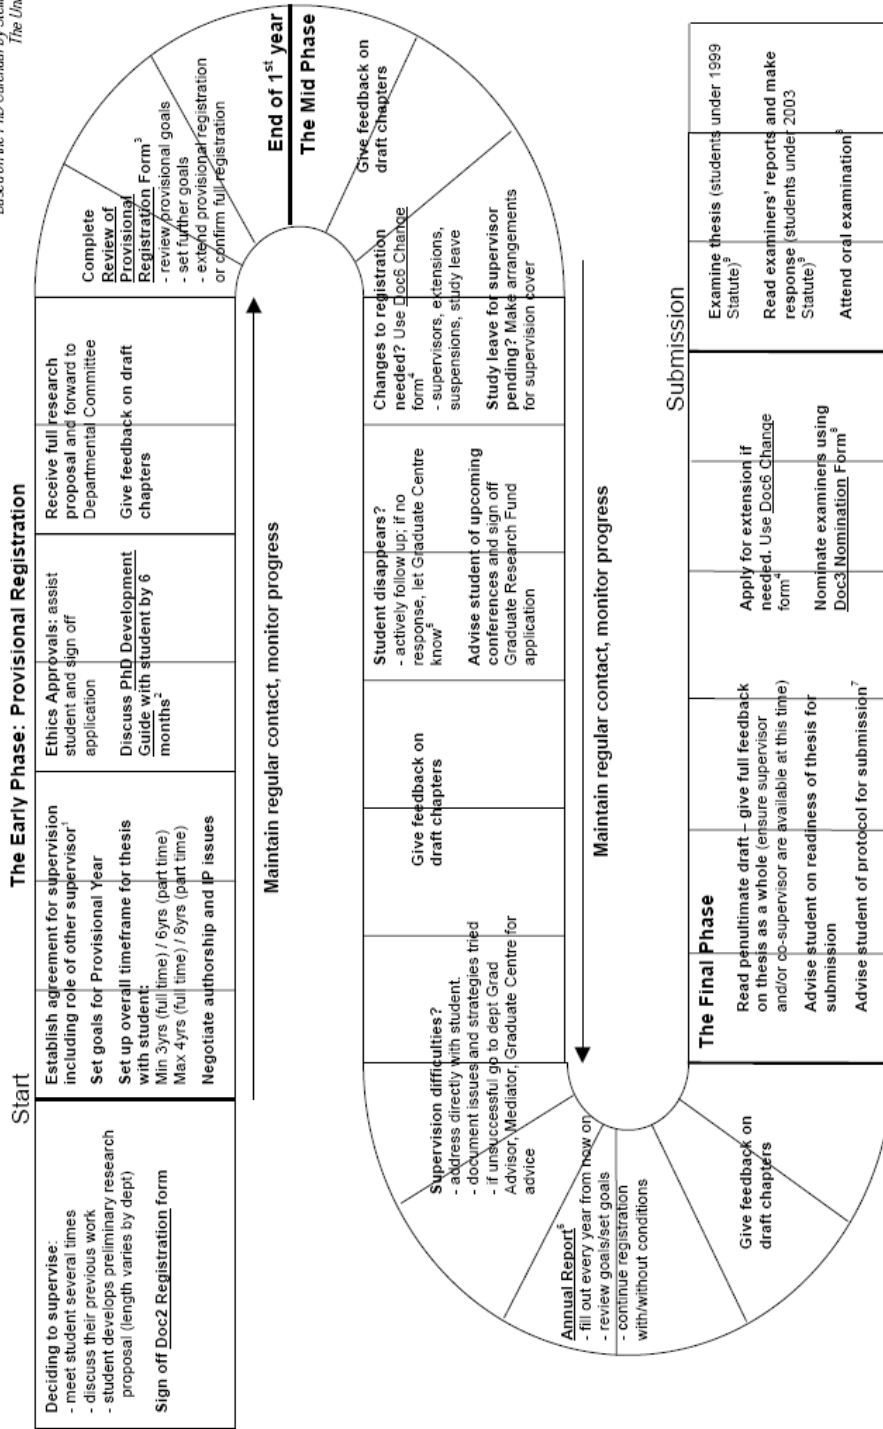 Based on the PhD Calendar by
The
The Early Phase: Provisional Registration
Start
Deciding to supervise:
- meet student several times
- discuss their previous work
- student develops preliminary research
proposal (length varies by dept)
Sign off Doc2 Registration form
Establish agreement for supervision
including role of other supervisor¹
Set goals for Provisional Year
Set up overall timeframe for thesis
with student:
Min 3yrs (full time) / 6yrs (part time)
Max 4yrs (full time) / 8yrs (part time)
Negotiate authorship and IP issues
Ethics Approvals: assist
student and sign off
application
Discuss PhD Development
Guide with student by 6
months²
Receive full research
proposal and forward to
Departmental Committee
Give feedback on draft
chapters
Complete
Review of
Provisional
Registration Form³
- review provisional goals
- set further goals
- extend provisional registration
or confirm full registration
Maintain regular contact, monitor progress
End of 1st year
The Mid Phase
Give feedback on
draft chapters
Changes to registration
needed? Use Doc6 Change
form⁴
- supervisors, extensions,
suspensions, study leave
Study leave for supervisor
pending? Make arrangements
for supervision cover
Student disappears?
- actively follow up; if no
response, let Graduate Centre
know⁵
Advise student of upcoming
conferences and sign off
Graduate Research Fund
application
Give feedback on
draft chapters
Supervision difficulties?
- address directly with student.
- document issues and strategies tried
- if unsuccessful go to dept Grad
Advisor, Mediator, Graduate Centre for
advice
Maintain regular contact, monitor progress
Annual Report⁶
- fill out every year from now on
- review goals/set goals
- continue registration
with/without conditions
Give feedback on
draft chapters
The Final Phase
Read penultimate draft – give full feedback
on thesis as a whole (ensure supervisor
and/or co-supervisor are available at this time)
Advise student on readiness of thesis for
submission
Advise student of protocol for submission⁷
Apply for extension if
needed. Use Doc6 Change
form⁴
Nominate examiners using
Doc3 Nomination Form⁸
Submission
Examine thesis (students under 1999
Statute)⁹
Read examiners' reports and make
response (students under 2003
Statute)⁹
Attend oral examination⁸